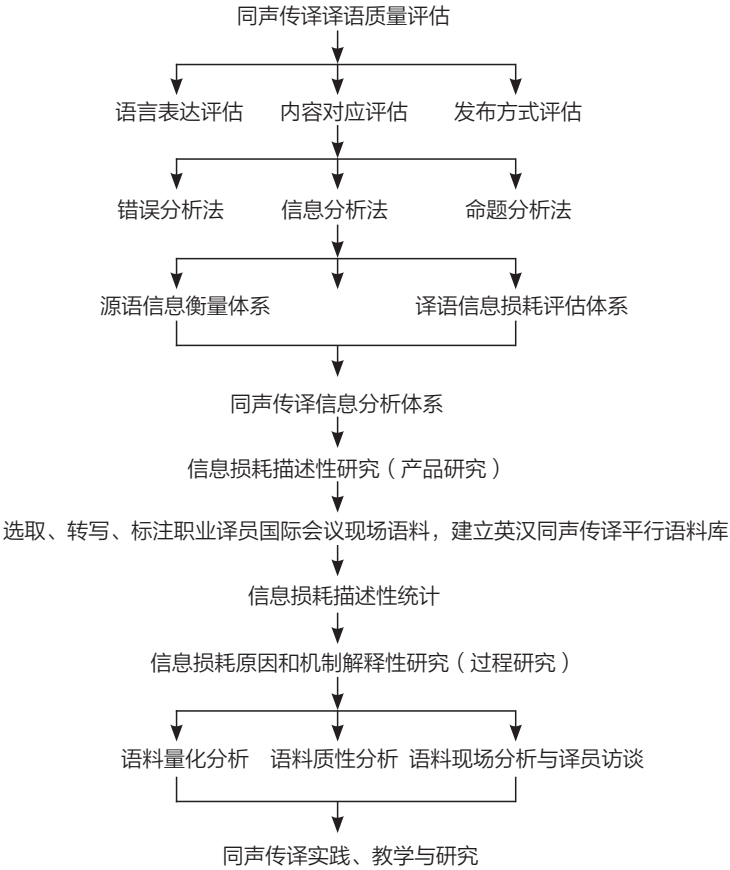 同声传译译语质量评估
语言表达评估 内容对应评估 发布方式评估
错误分析法 信息分析法 命题分析法
源语信息衡量体系 译语信息损耗评估体系
同声传译信息分析体系
信息损耗描述性研究（产品研究）
选取、转写、标注职业译员国际会议现场语料，建立英汉同声传译平行语料库
信息损耗描述性统计
信息损耗原因和机制解释性研究（过程研究）
语料量化分析 语料质性分析 语料现场分析与译员访谈
同声传译实践、教学与研究